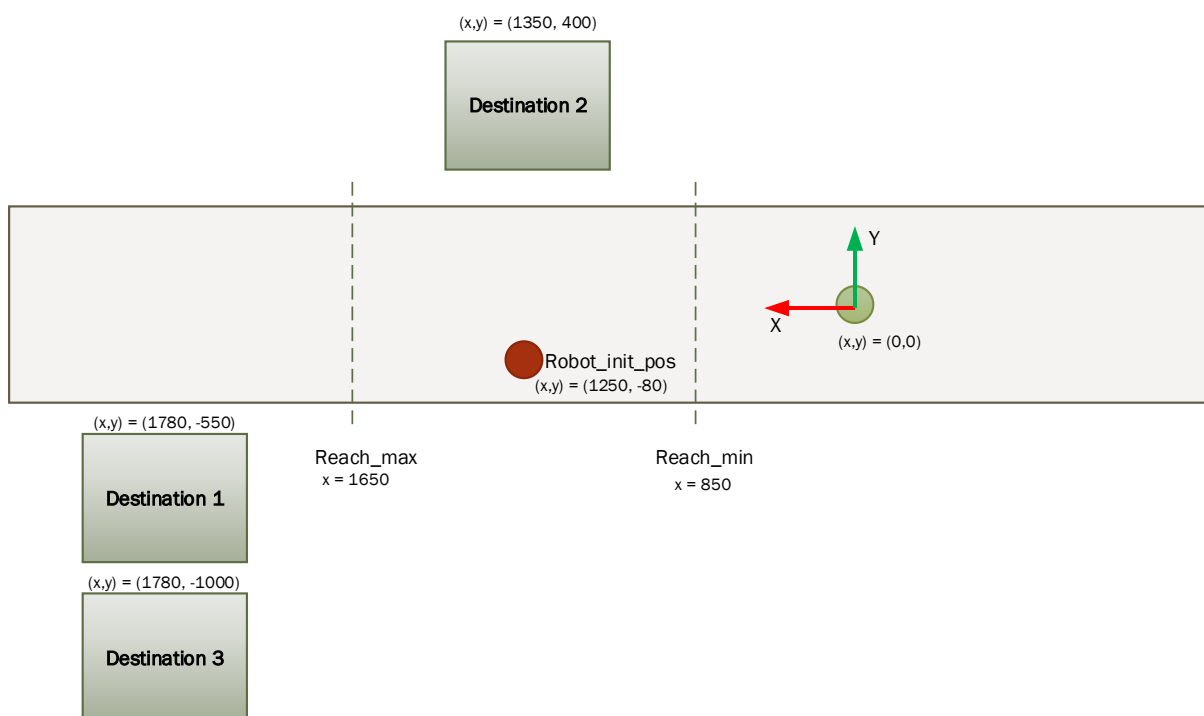 (x,y) = (1350, 400)
Destination 2
Y
X
(x,y) = (0,0)
Robot_init_pos
(x,y) = (1250, -80)
(x,y) = (1780, -550)
Destination 1
Reach_max
x = 1650
Reach_min
x = 850
(x,y) = (1780, -1000)
Destination 3